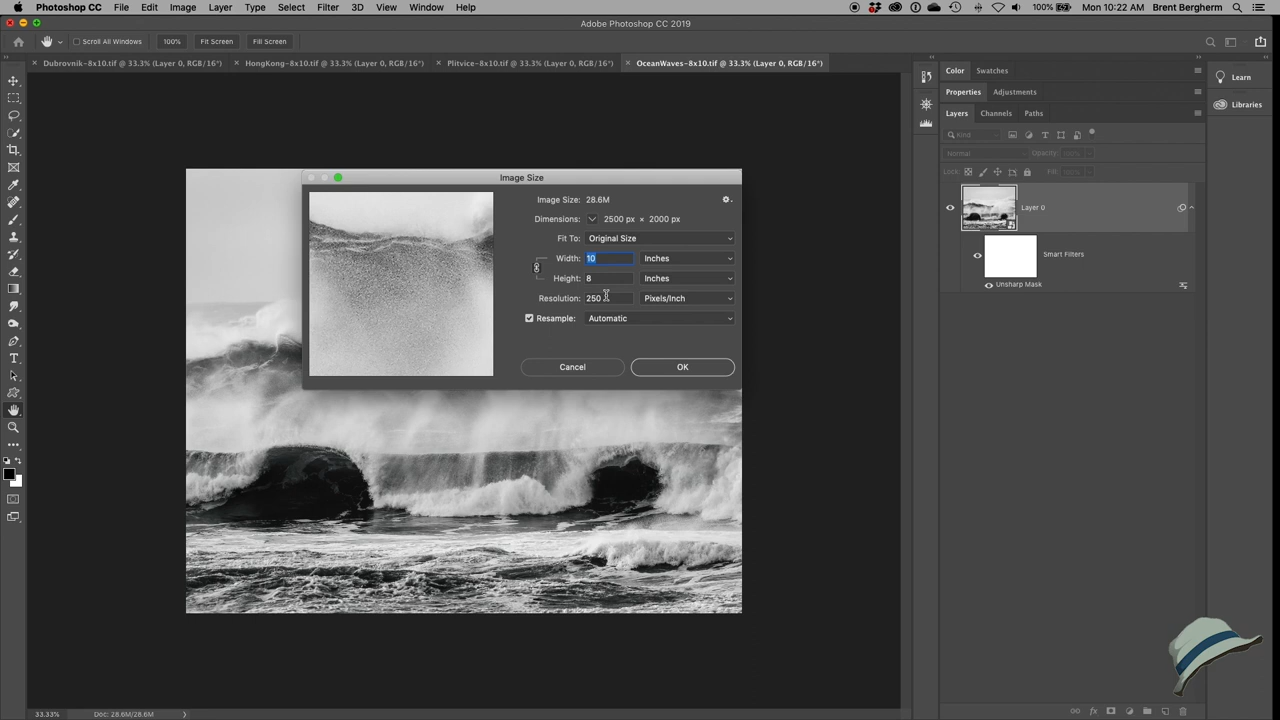 Photoshop CC File Edit Image Layer Type Select Filter 3D View Window Help 100% Mon 10:22 AM Brent Bergherm
Adobe Photoshop CC 2019
Scroll All Windows 100% Fit Screen Fill Screen
Dubrovnik-8x10.tif @ 33.3% (Layer 0, RGB/16*) HongKong-8x10.tif @ 33.3% (Layer 0, RGB/16*) Plitvice-8x10.tif @ 33.3% (Layer 0, RGB/16*) OceanWaves-8x10.tif @ 33.3% (Layer 0, RGB/16*)
Color Swatches
Learn
Properties Adjustments
Libraries
Layers Channels Paths
Kind
Normal Opacity: 100%
Lock: Fill: 100%
Layer 0
Smart Filters
Unsharp Mask
Image Size
Image Size: 28.6M
Dimensions: 2500 px × 2000 px
Fit To: Original Size
Width: 10 Inches
Height: 8 Inches
Resolution: 250 Pixels/Inch
Resample: Automatic
Cancel OK
33.33% Doc: 28.6M/28.6M
fx